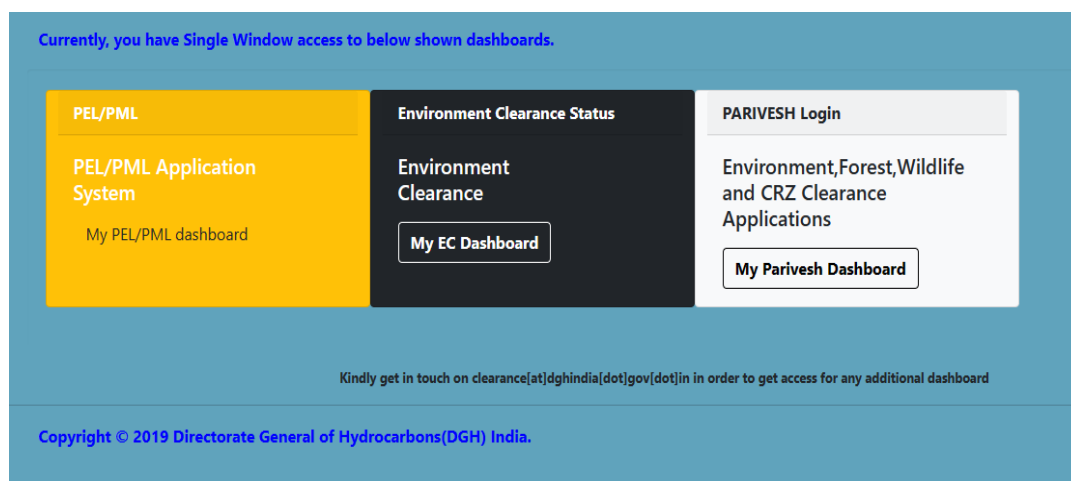 Currently, you have Single Window access to below shown dashboards.
PEL/PML
PEL/PML Application
System
My PEL/PML dashboard
Environment Clearance Status
Environment
Clearance
My EC Dashboard
PARIVESH Login
Environment,Forest,Wildlife
and CRZ Clearance
Applications
My Parivesh Dashboard
Kindly get in touch on clearance[at]dghindia[dot]gov[dot]in in order to get access for any additional dashboard
Copyright © 2019 Directorate General of Hydrocarbons(DGH) India.